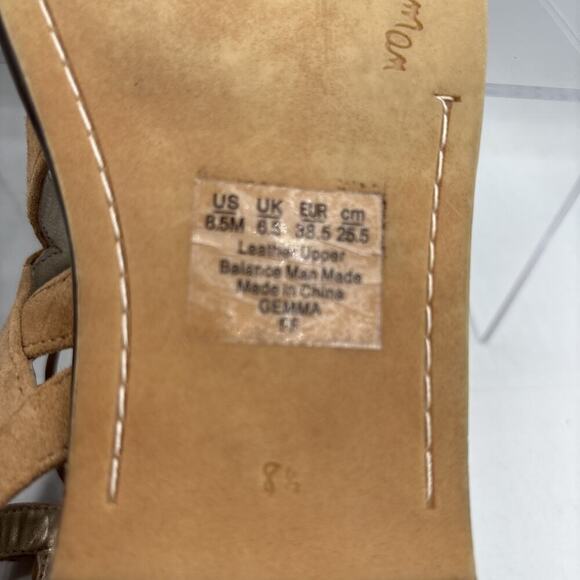 US UK EUR cm
8.5M 6.5 38.5 25.5
Leather Upper
Balance Man Made
Made in China
GEMMA
8½